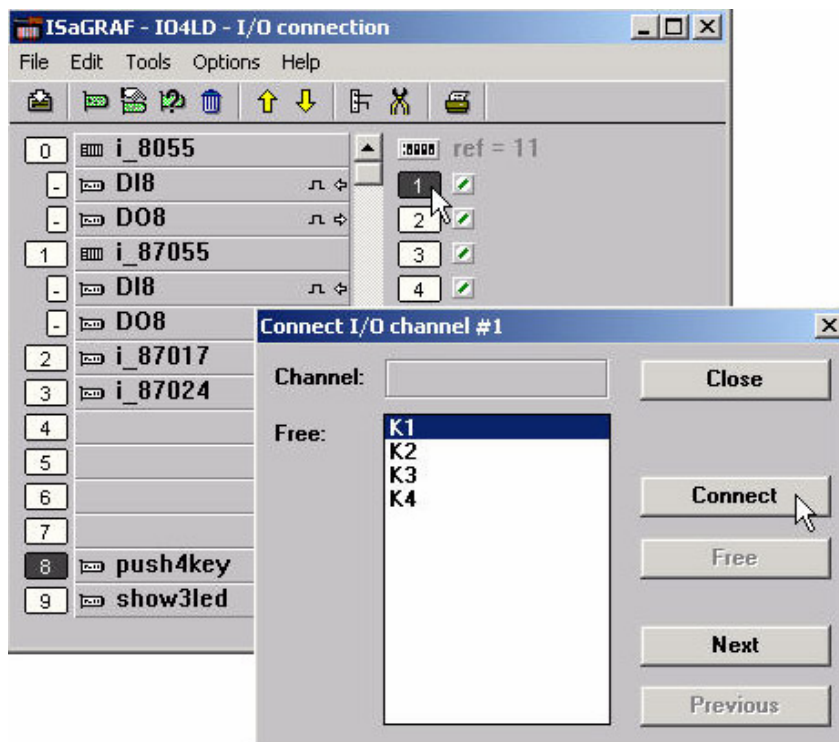 ISaGRAF - IO4LD - I/O connection
File Edit Tools Options Help
0 i_8055 ref = 11
- DI8 1
- DO8 2
1 i_87055 3
- DI8 4
- DO8
2 i_87017
3 i_87024
4
5
6
7
8 push4key
9 show3led
Connect I/O channel #1
Channel:
Close
Free:
K1
K2
K3
K4
Connect
Free
Next
Previous